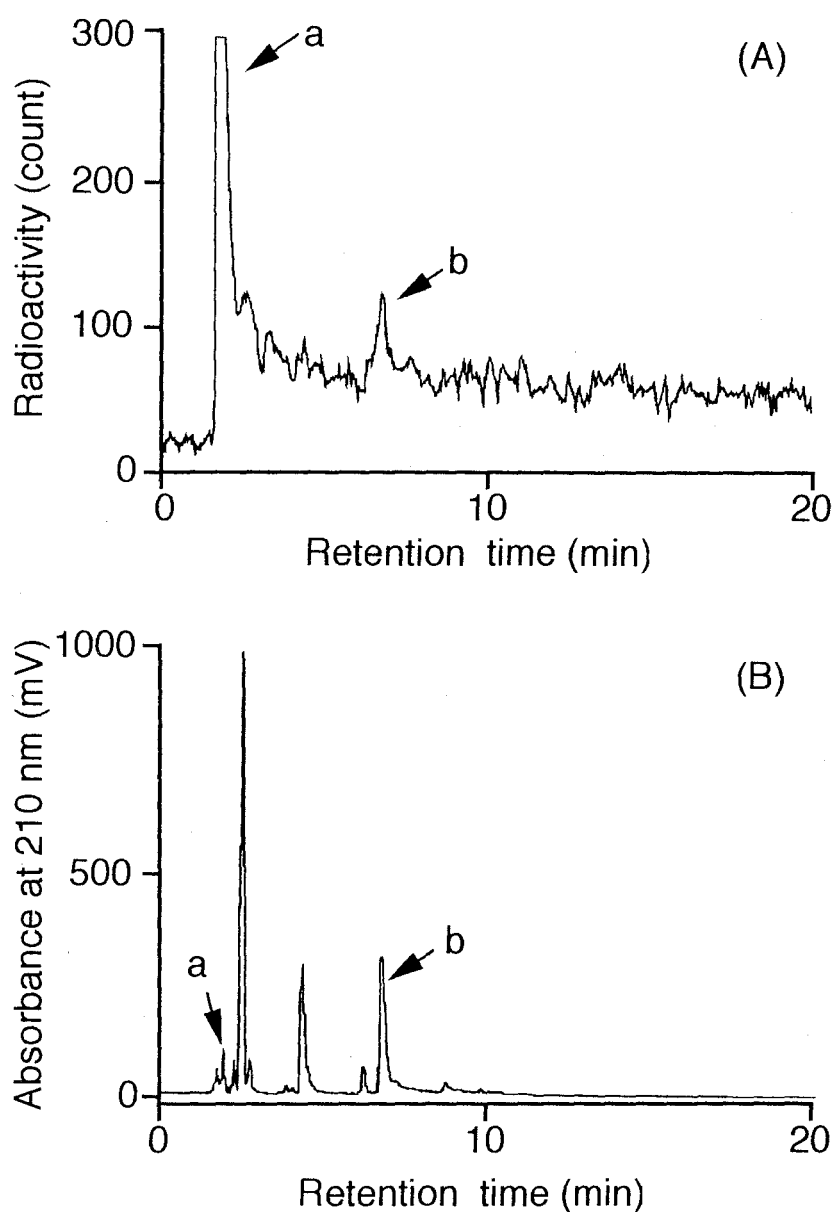 300
a
(A)
Radioactivity (count)
200
b
100
0
0
10
20
Retention time (min)
1000
(B)
Absorbance at 210 nm (mV)
500
b
a
0
0
10
20
Retention time (min)